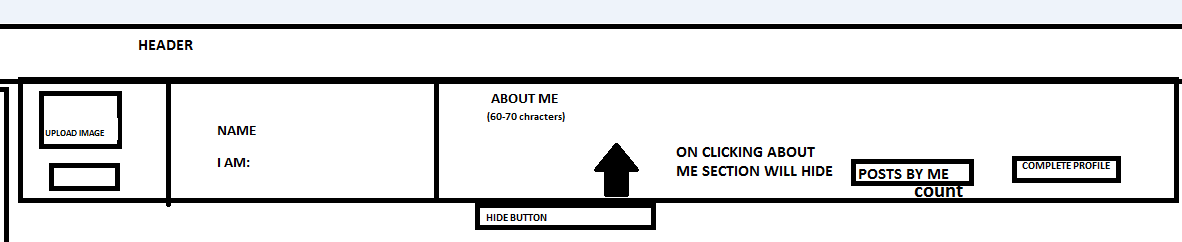 HEADER
UPLOAD IMAGE
NAME
I AM:
ABOUT ME
(60-70 chracters)
ON CLICKING ABOUT
ME SECTION WILL HIDE
POSTS BY ME
count
COMPLETE PROFILE
HIDE BUTTON